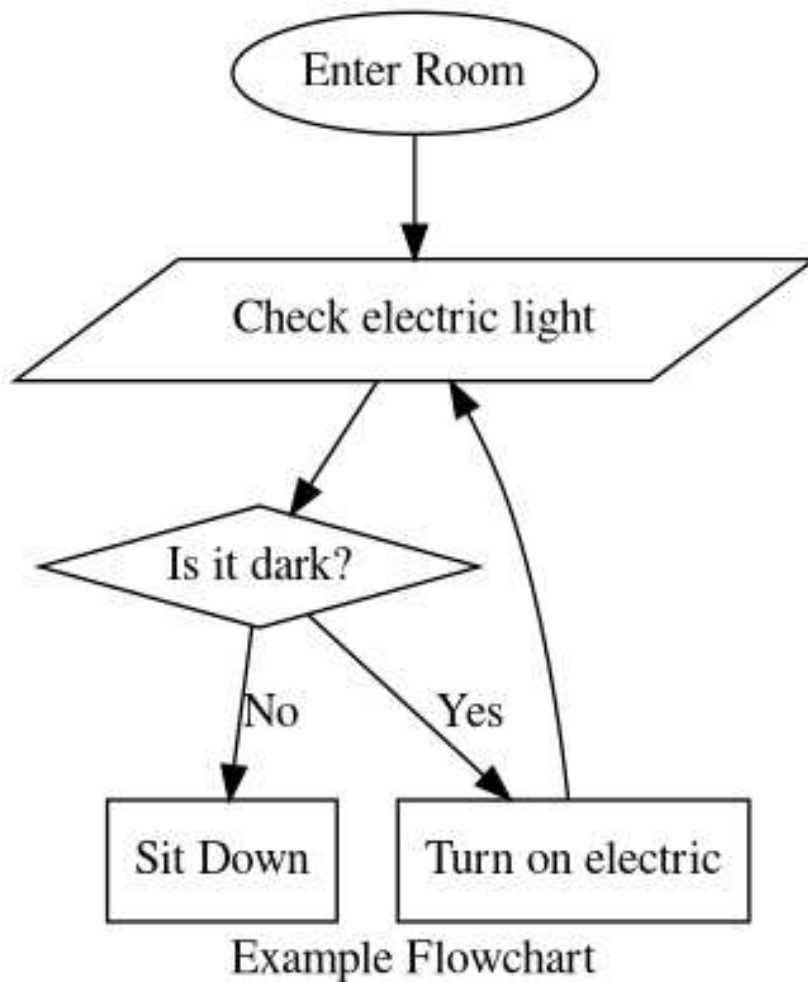 Enter Room
Check electric light
Is it dark?
No
Yes
Sit Down
Turn on electric
Example Flowchart